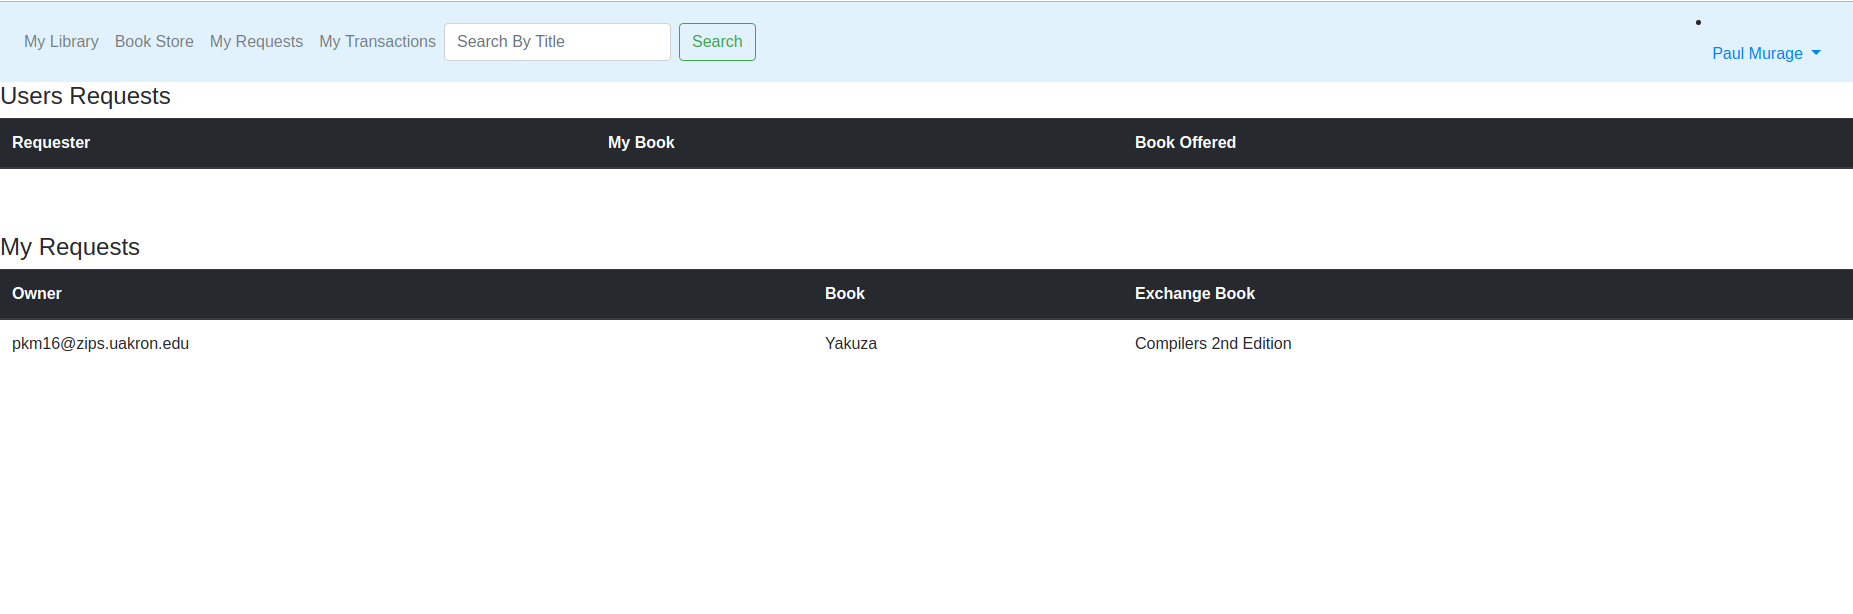 My Library Book Store My Requests My Transactions Search By Title Search
Paul Murage
Users Requests
Requester My Book Book Offered
My Requests
Owner Book Exchange Book
pkm16@zips.uakron.edu Yakuza Compilers 2nd Edition